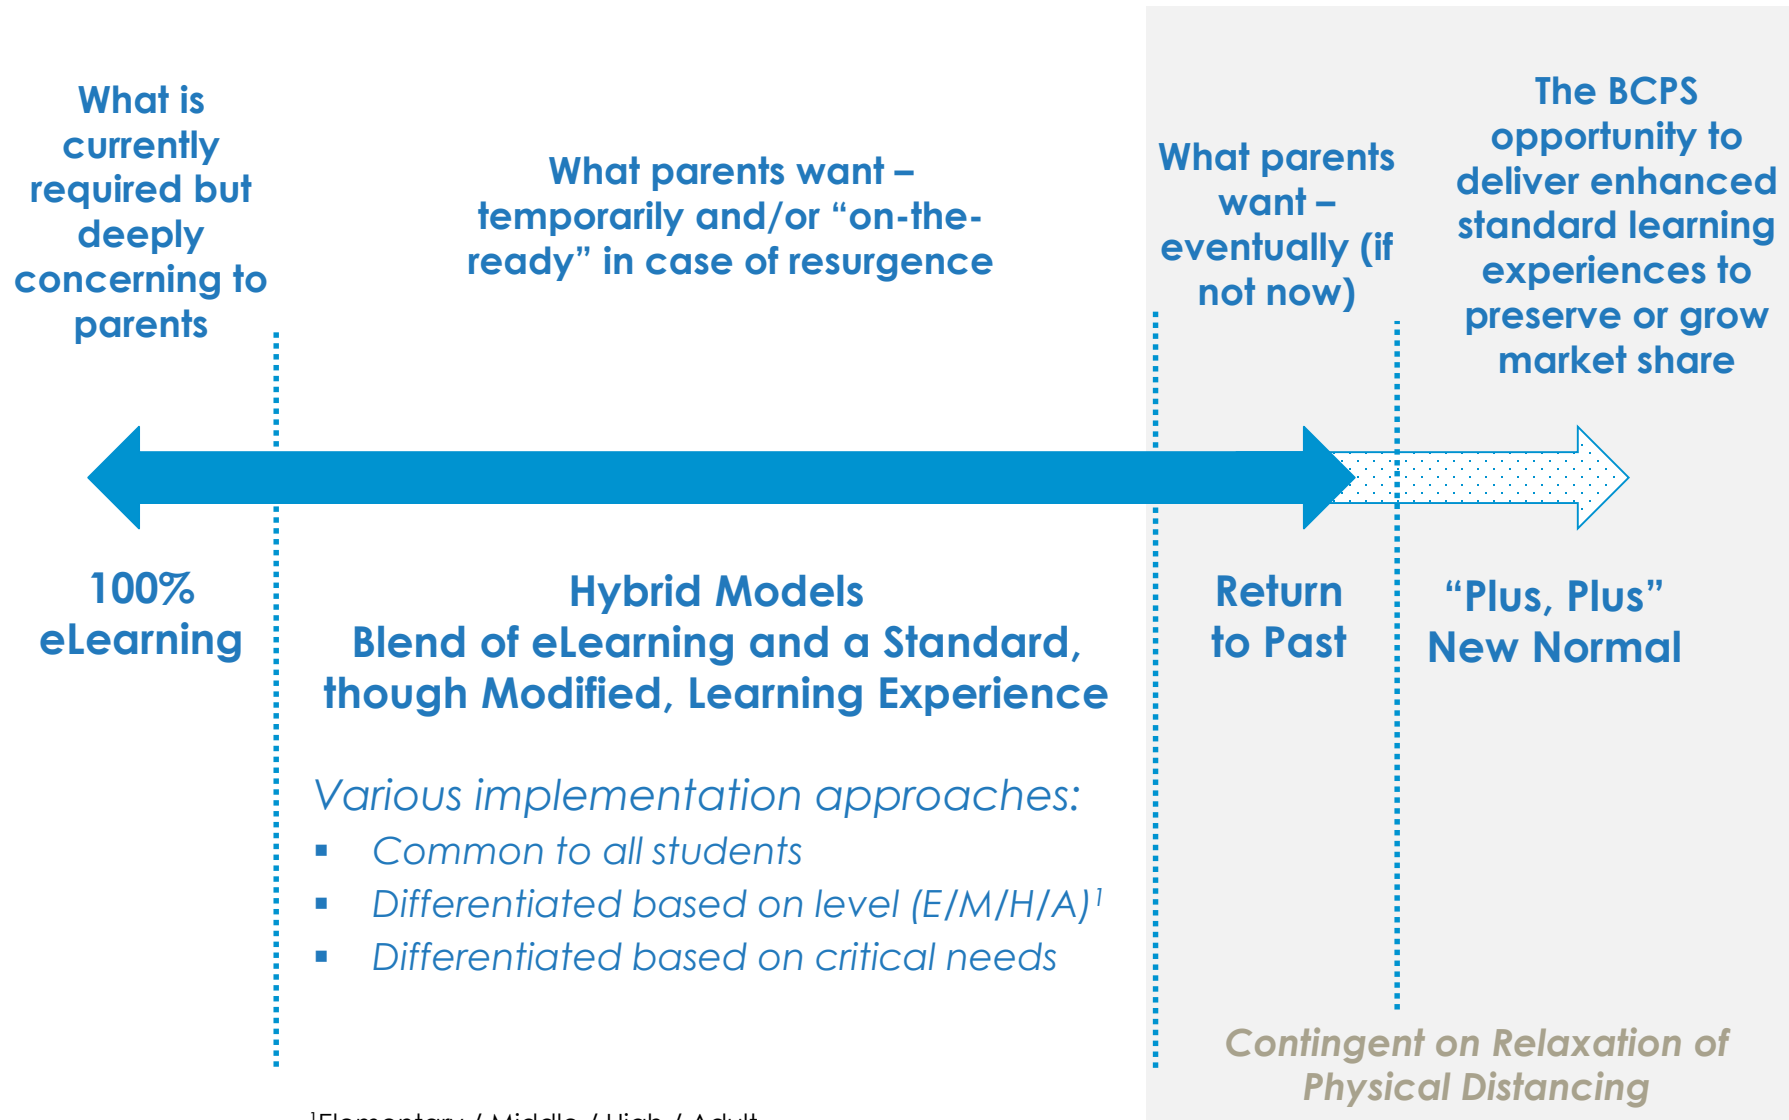 What is
currently
required but
deeply
concerning to
parents
What parents want –
temporarily and/or “on-the-
ready” in case of resurgence
What parents
want –
eventually (if
not now)
The BCPS
opportunity to
deliver enhanced
standard learning
experiences to
preserve or grow
market share
100%
eLearning
Hybrid Models
Blend of eLearning and a Standard,
though Modified, Learning Experience
Various implementation approaches:
▪ Common to all students
▪ Differentiated based on level (E/M/H/A)¹
▪ Differentiated based on critical needs
Return
to Past
“Plus, Plus”
New Normal
Contingent on Relaxation of
Physical Distancing
¹Elementary / Middle / High / Adult